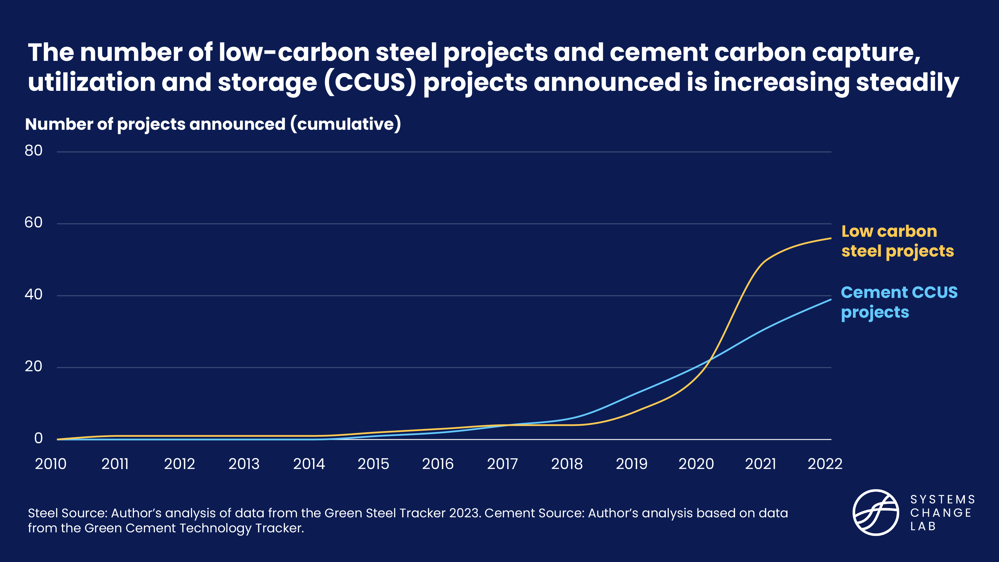 The number of low-carbon steel projects and cement carbon capture,
utilization and storage (CCUS) projects announced is increasing steadily
Number of projects announced (cumulative)
80
60
40
20
0
Low carbon
steel projects
Cement CCUS
projects
2010 2011 2012 2013 2014 2015 2016 2017 2018 2019 2020 2021 2022
Steel Source: Author’s analysis of data from the Green Steel Tracker 2023. Cement Source: Author’s analysis based on data
from the Green Cement Technology Tracker.
SYSTEMS
CHANGE
LAB